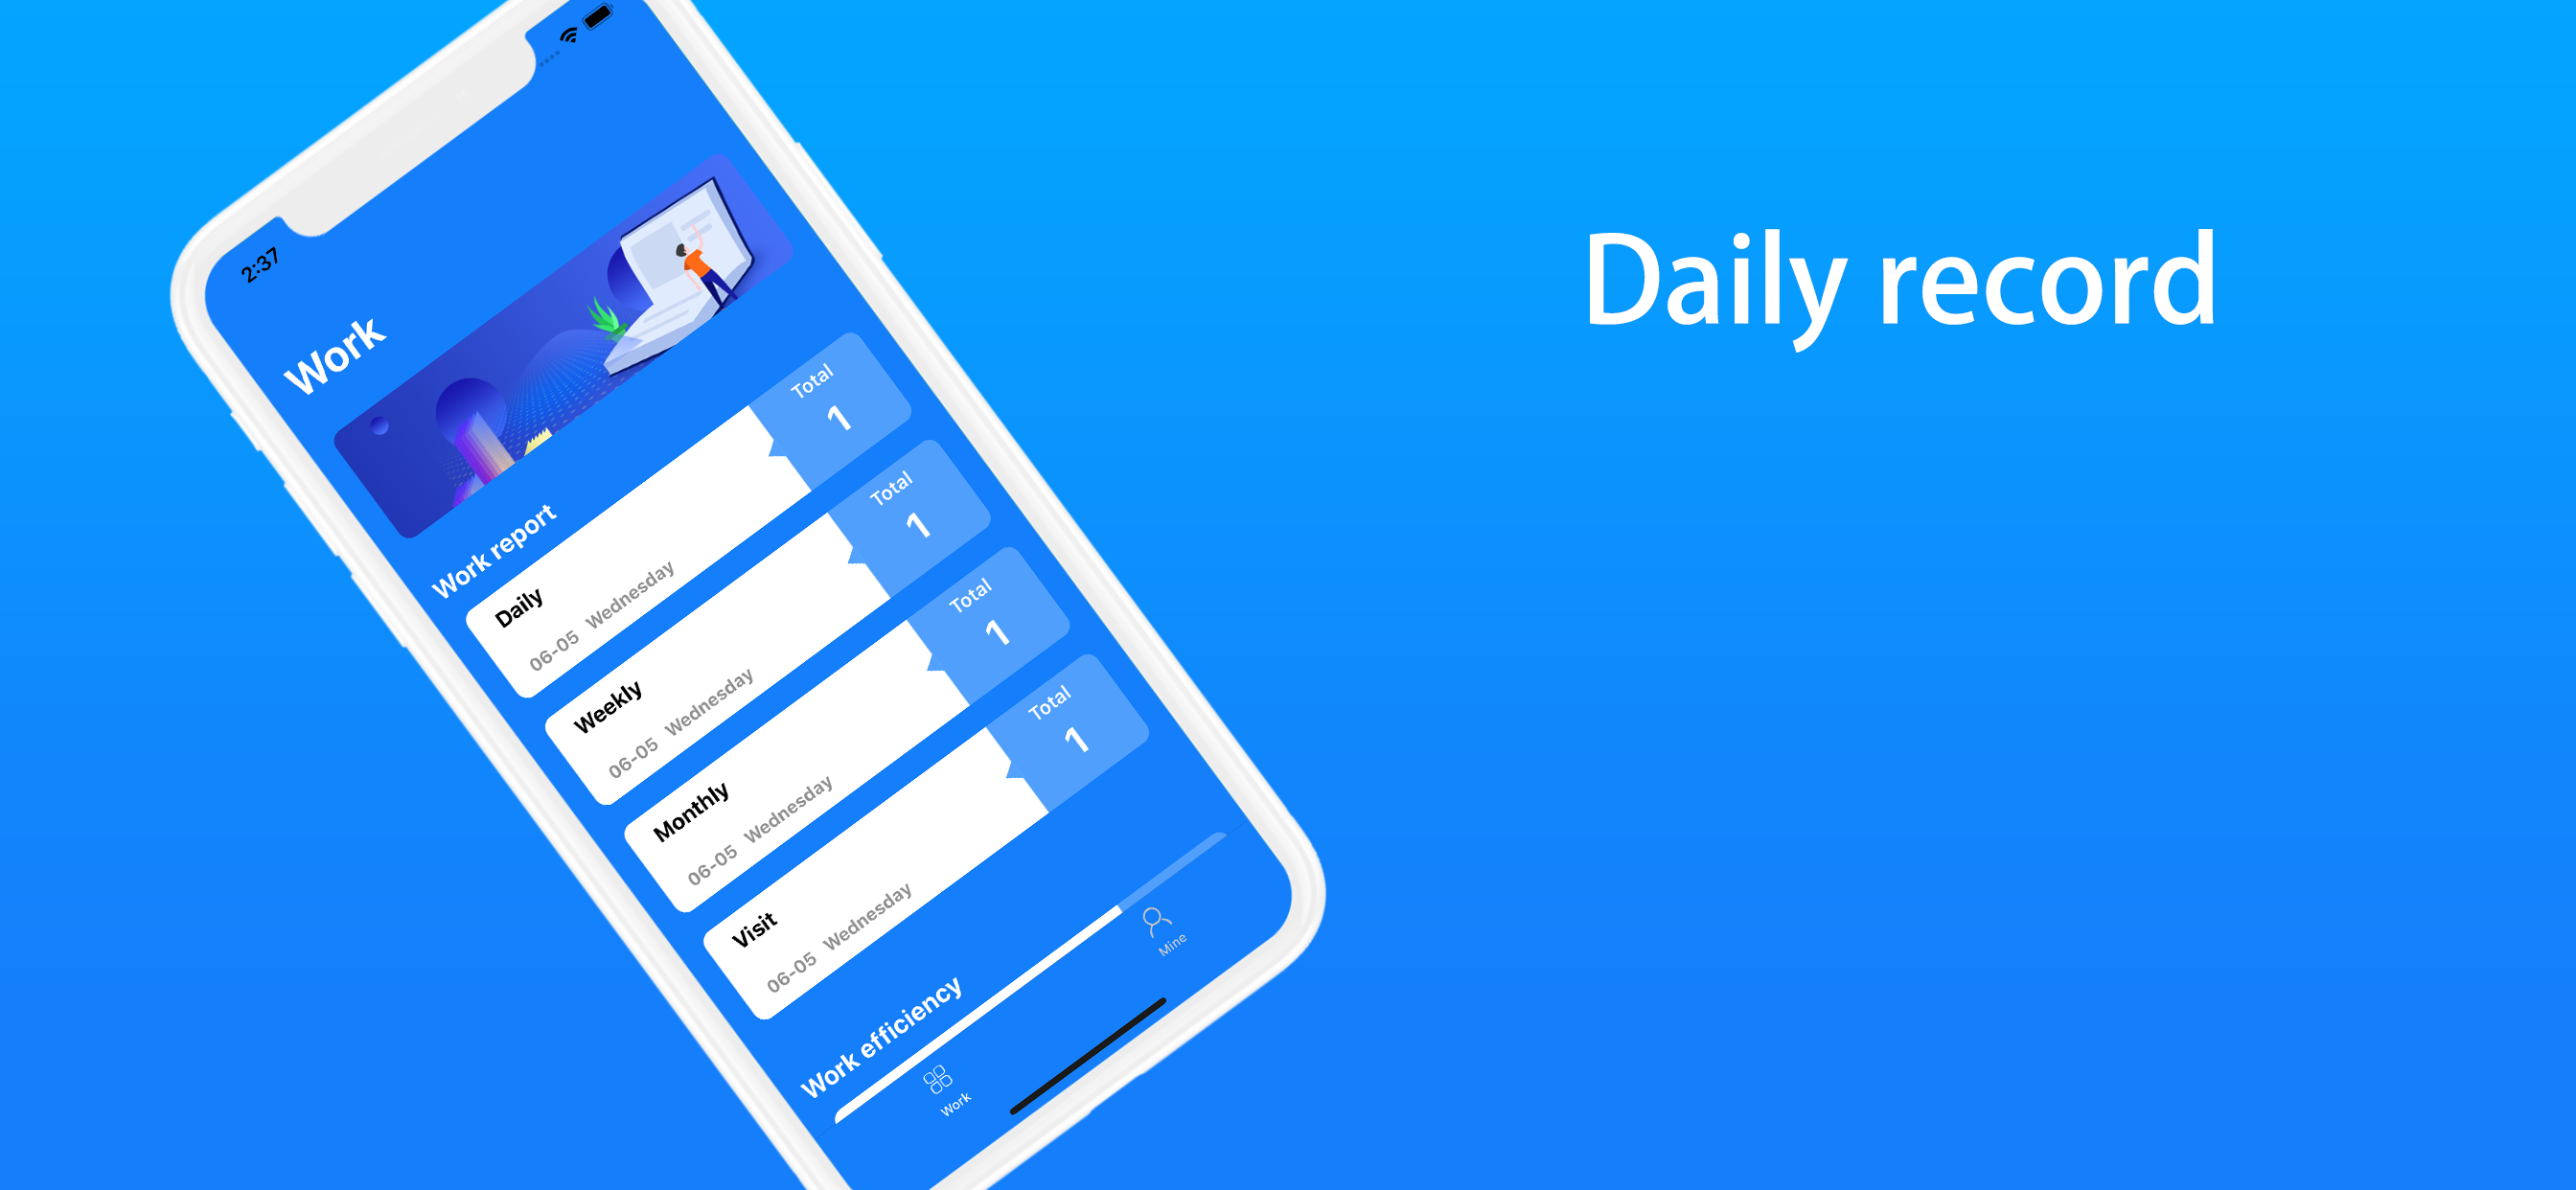 2:37
Work
Work report
Daily
06-05 Wednesday
Total
1
Weekly
06-05 Wednesday
Total
1
Monthly
06-05 Wednesday
Total
1
Visit
06-05 Wednesday
Total
1
Work efficiency
Work
Mine
Daily record